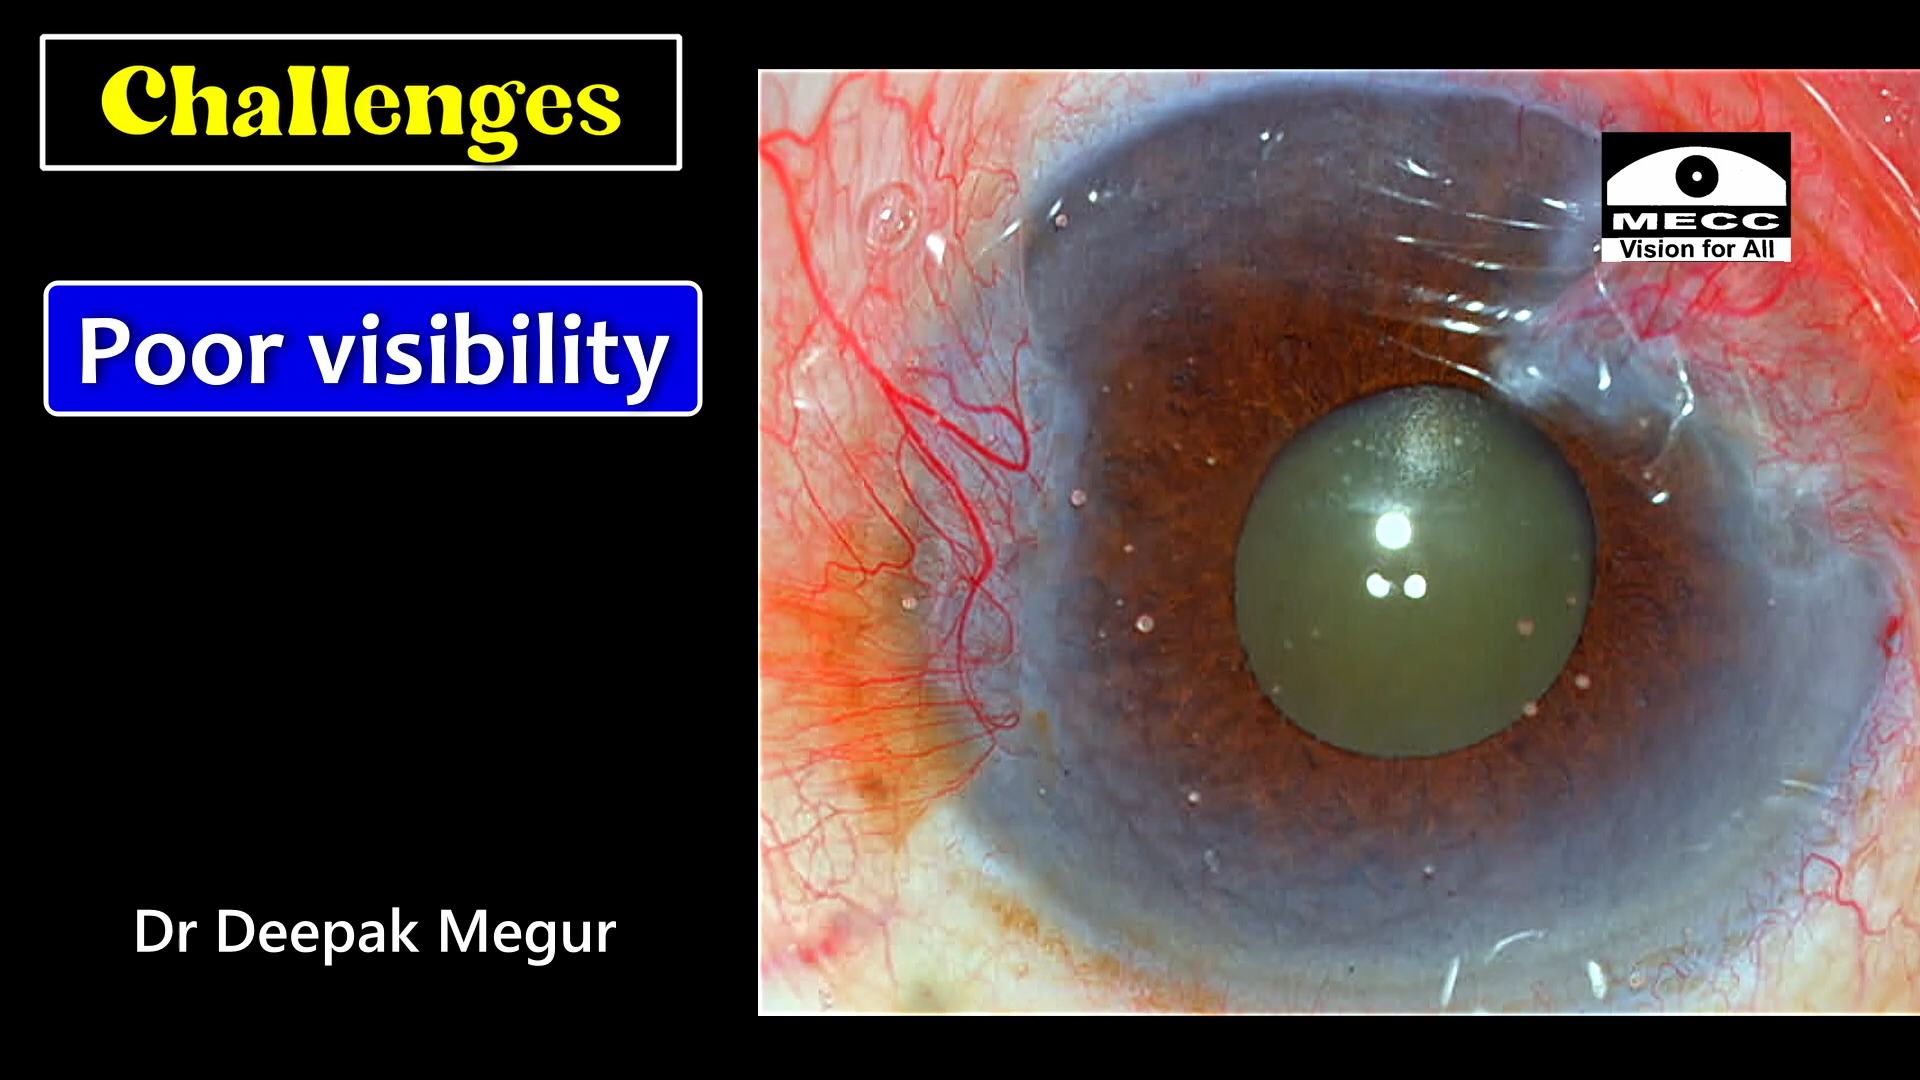 Challenges
Poor visibility
Dr Deepak Megur
MECC
Vision for All